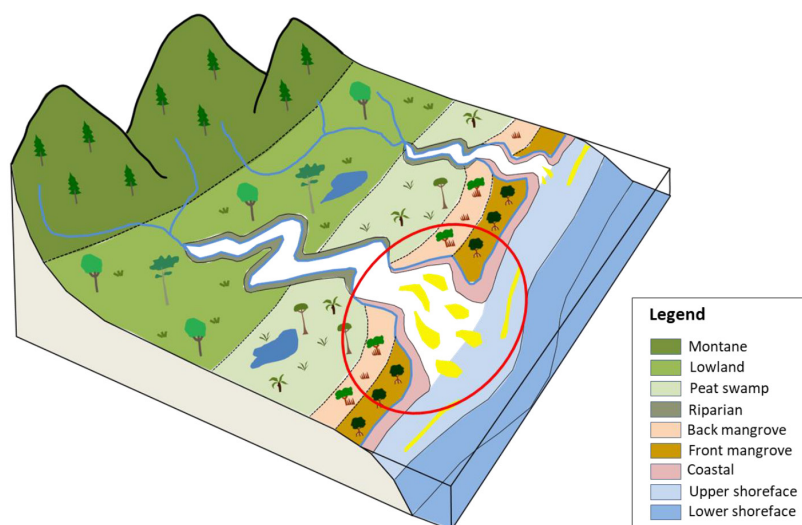 Legend
Montane
Lowland
Peat swamp
Riparian
Back mangrove
Front mangrove
Coastal
Upper shoreface
Lower shoreface